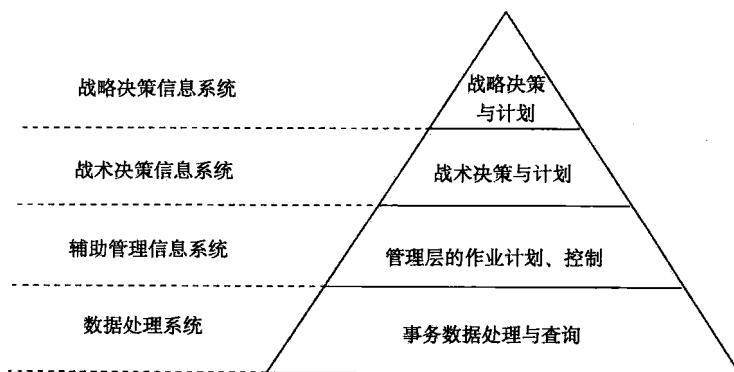 战略决策信息系统
战略决策
与计划
战术决策信息系统
战术决策与计划
辅助管理信息系统
管理层的作业计划、控制
数据处理系统
事务数据处理与查询